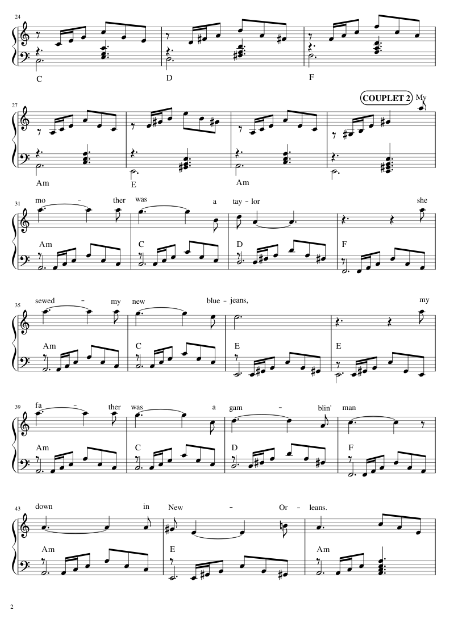 24
C D F
27
COUPLET 2 My
Am E Am
mo - ther was a tay - lor she
31
Am C D F
sewed - my new blue - jeans, my
35
Am C E E
fa - ther was a gam - blin' man
39
Am C D F
down in New - Or - leans.
43
Am E Am
2